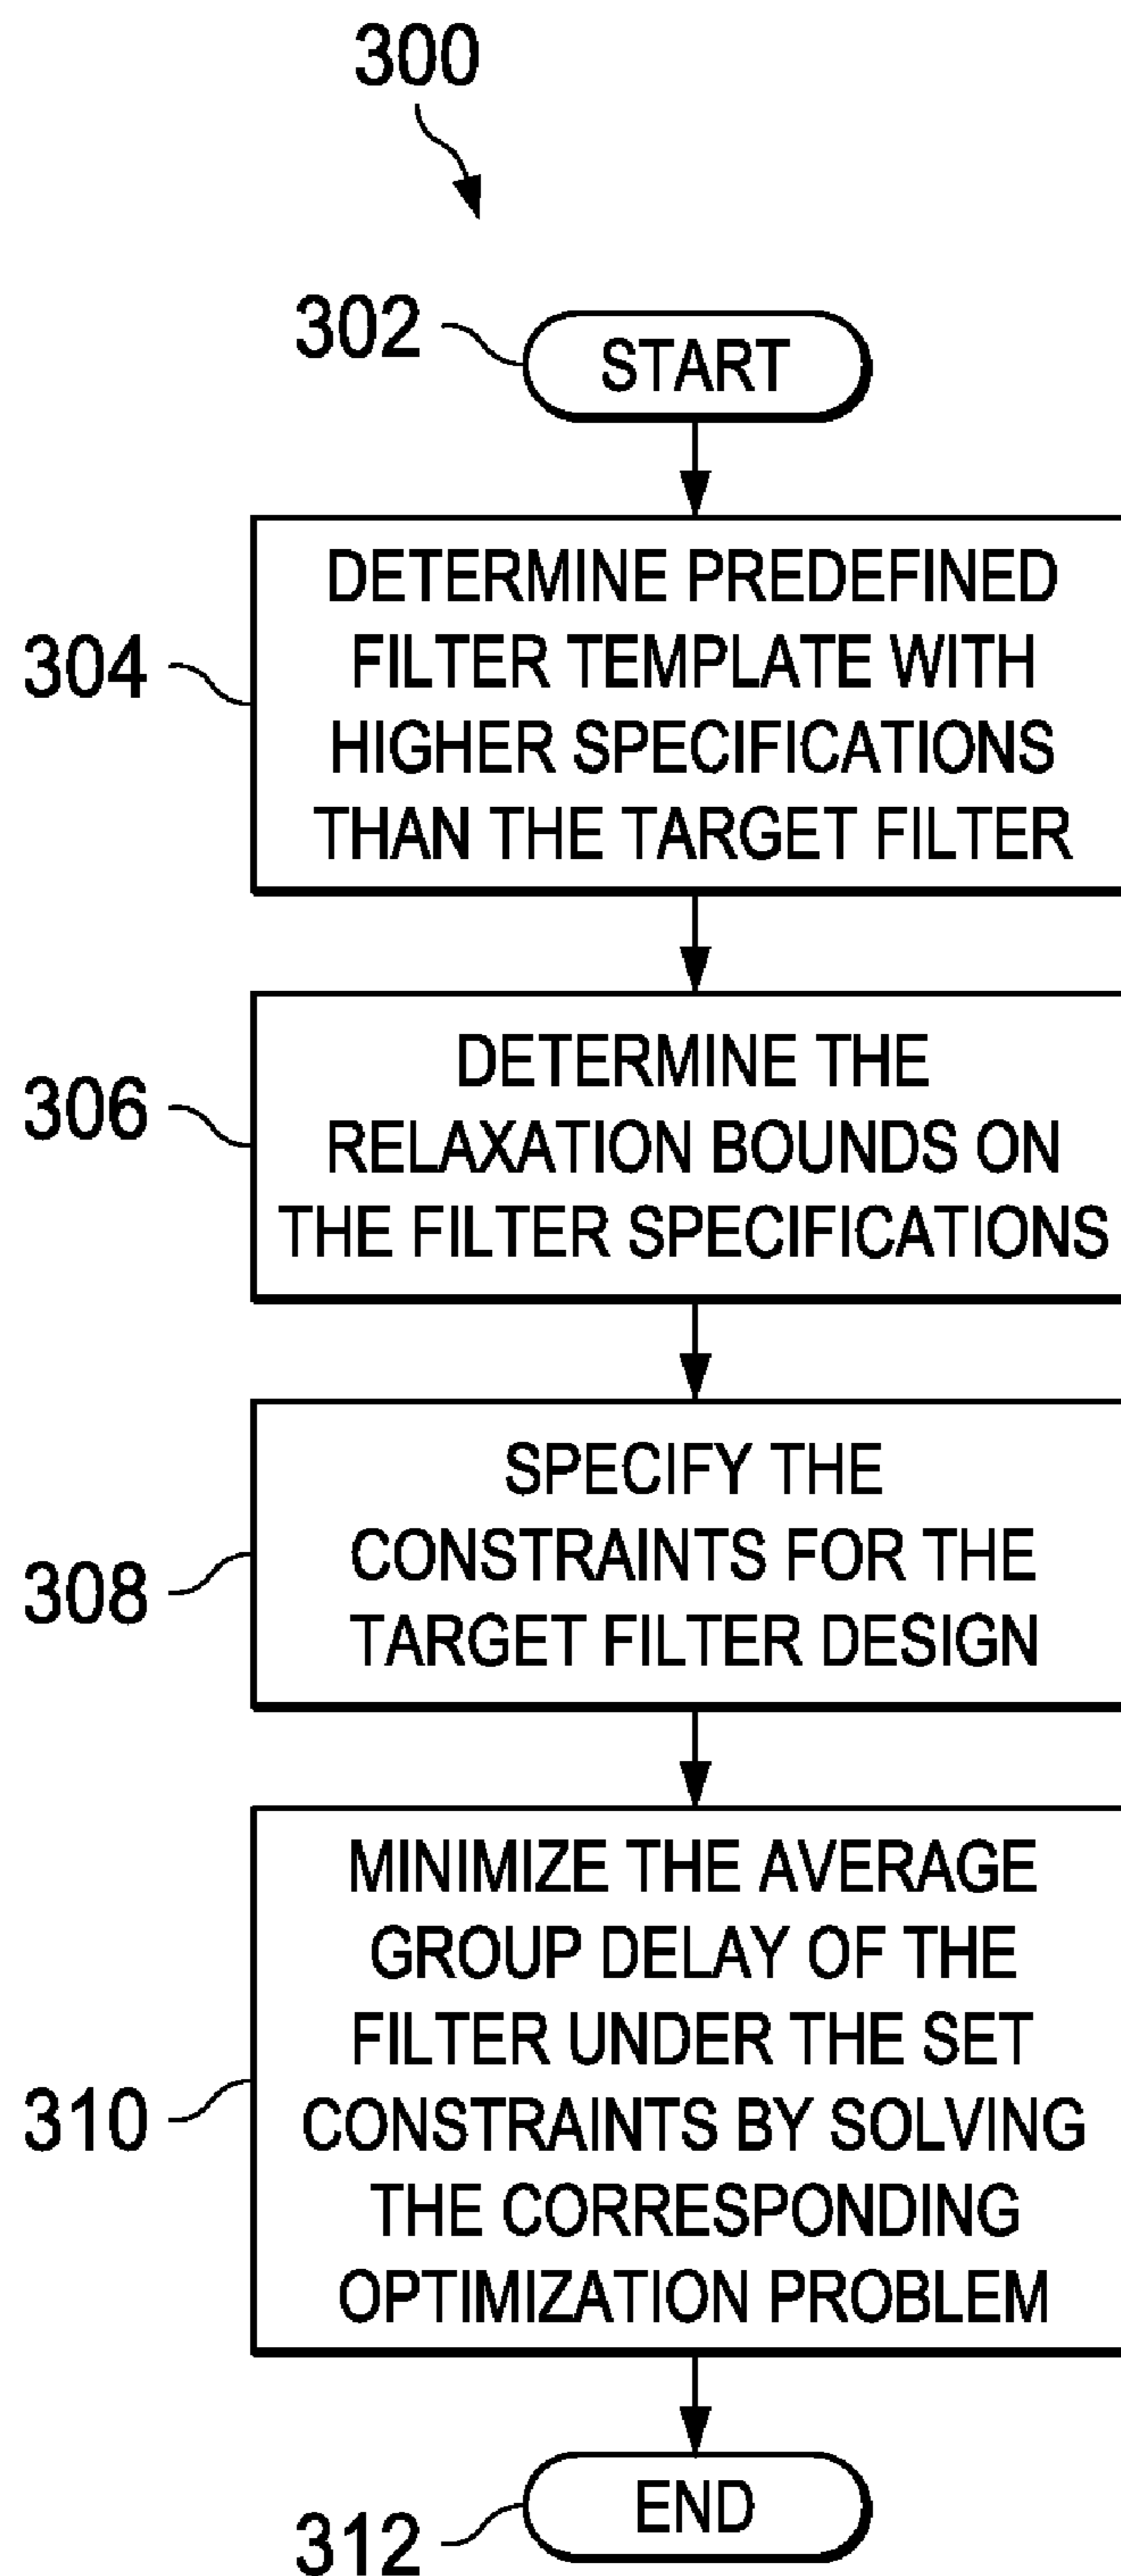 300
302
START
304
DETERMINE PREDEFINED
FILTER TEMPLATE WITH
HIGHER SPECIFICATIONS
THAN THE TARGET FILTER
306
DETERMINE THE
RELAXATION BOUNDS ON
THE FILTER SPECIFICATIONS
308
SPECIFY THE
CONSTRAINTS FOR THE
TARGET FILTER DESIGN
310
MINIMIZE THE AVERAGE
GROUP DELAY OF THE
FILTER UNDER THE SET
CONSTRAINTS BY SOLVING
THE CORRESPONDING
OPTIMIZATION PROBLEM
312
END